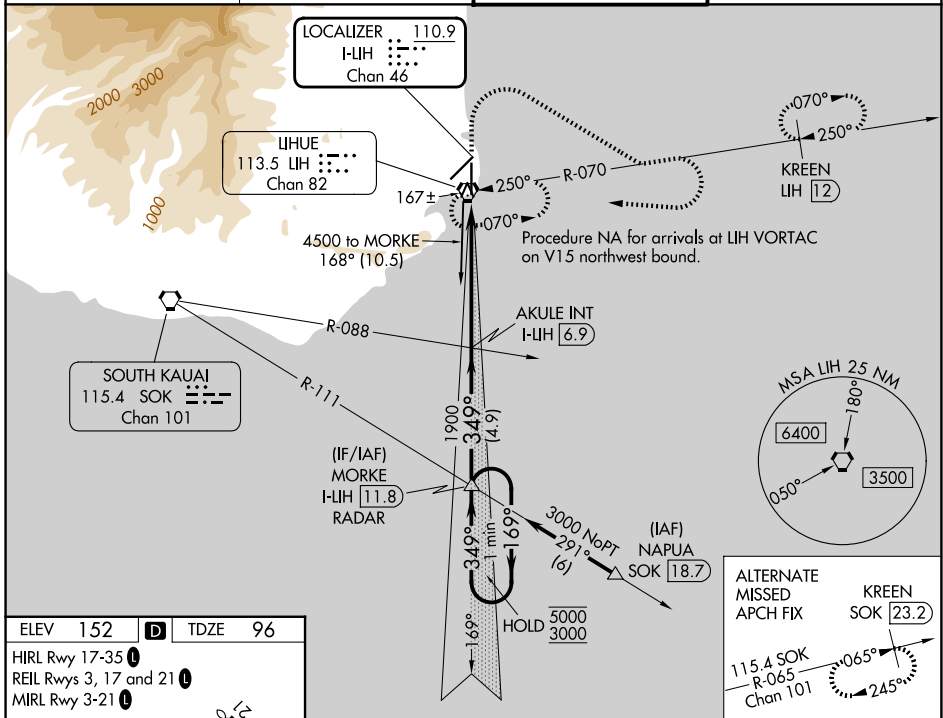 LOCALIZER 110.9
I-LIH
Chan 46
2000
3000
1000
LIHUE
113.5 LIH
Chan 82
167±
250°
R-070
070°
070°
250°
KREEN
LIH 12
4500 to MORKE
168° (10.5)
Procedure NA for arrivals at LIH VORTAC
on V15 northwest bound.
AKULE INT
I-LIH 6.9
R-088
SOUTH KAUAI
115.4 SOK
Chan 101
R-111
1900
349°
(4.9)
MSA LIH 25 NM
180°
6400
3500
050°
(IF/IAF)
MORKE
I-LIH 11.8
RADAR
349°
1 min
169°
3000 NoPT
291°
(6)
(IAF)
NAPUA
SOK 18.7
HOLD 5000
3000
169°
ALTERNATE
MISSED
APCH FIX
KREEN
SOK 23.2
115.4 SOK
R-065
Chan 101
065°
245°
ELEV 152 D TDZE 96
HIRL Rwy 17-35 L
REIL Rwys 3, 17 and 21 L
MIRL Rwy 3-21 L